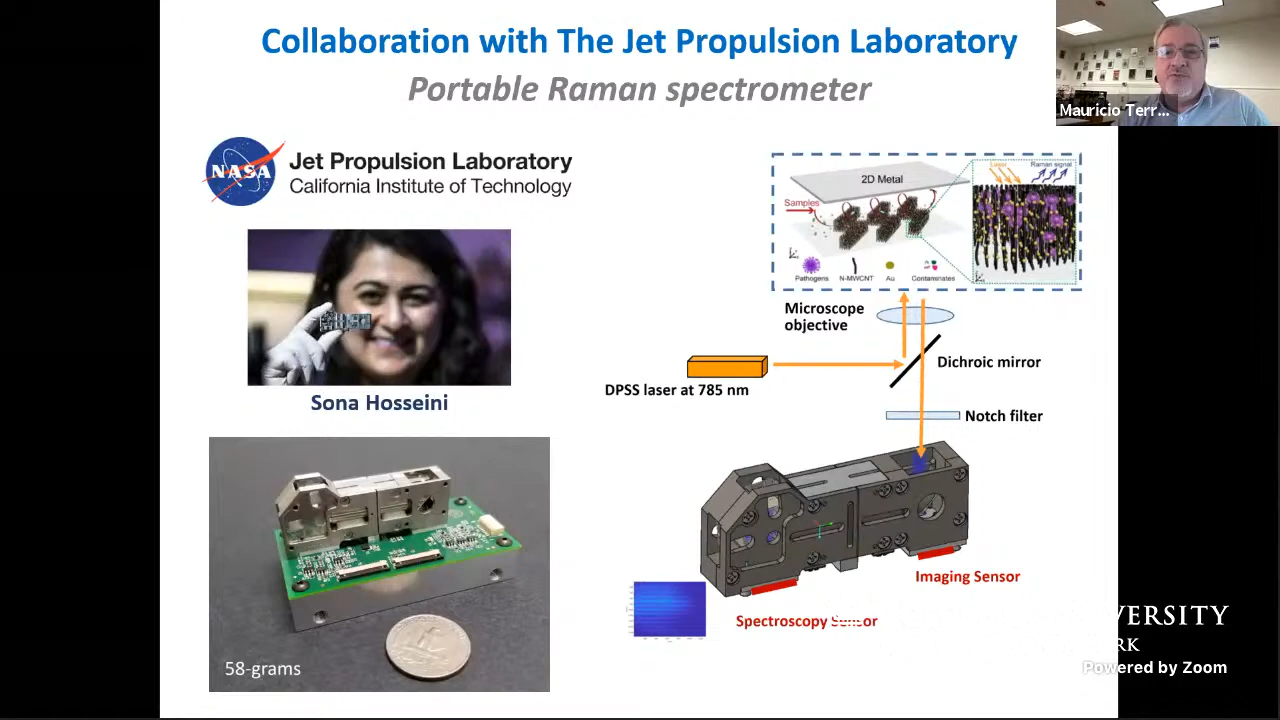 Collaboration with The Jet Propulsion Laboratory
Portable Raman spectrometer
Mauricio Terr...
NASA
Jet Propulsion Laboratory
California Institute of Technology
Sona Hosseini
58-grams
2D Metal
Samples
Laser
Raman signal
Pathogens
N-MWCNT
Au
Contaminates
Microscope
objective
Dichroic mirror
DPSS laser at 785 nm
Notch filter
Imaging Sensor
Spectroscopy Sensor
VERSITY
RK
Powered by Zoom